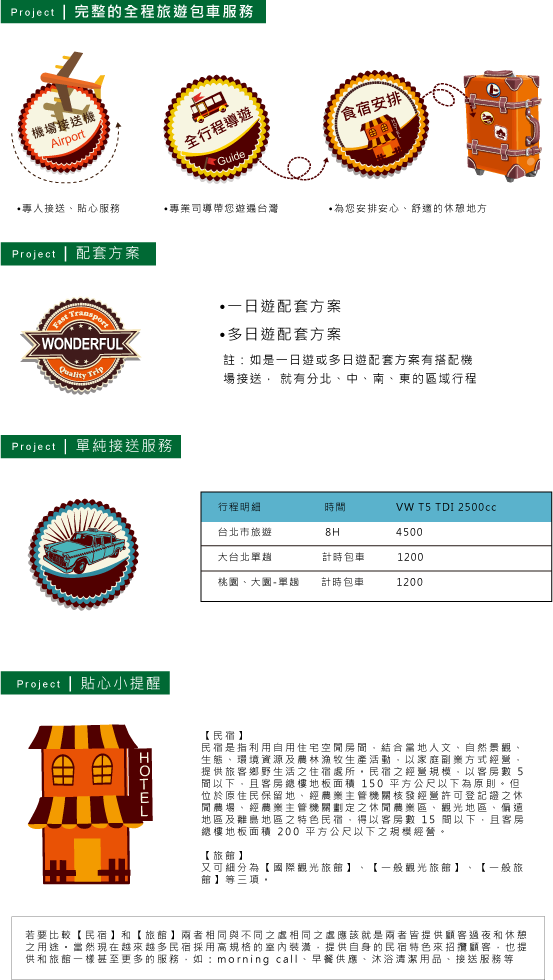 Project | 完整的全程旅遊包車服務
機場接送機
Airport
全行程導遊
Guide
食宿安排
•專人接送、貼心服務
•專業司導帶您遊遍台灣
•為您安排安心、舒適的休憩地方
Project | 配套方案
Fast Transport
WONDERFUL
Quality Trip
•一日遊配套方案
•多日遊配套方案
註：如是一日遊或多日遊配套方案有搭配機
場接送， 就有分北、中、南、東的區域行程
Project | 單純接送服務
行程明細 時間 VW T5 TDI 2500cc
台北市旅遊 8H 4500
大台北單趟 計時包車 1200
桃園、大園-單趟 計時包車 1200
Project | 貼心小提醒
HOTEL
【民宿】
民宿是指利用自用住宅空閒房間，結合當地人文、自然景觀、
生態、環境資源及農林漁牧生產活動，以家庭副業方式經營，
提供旅客鄉野生活之住宿處所。民宿之經營規模，以客房數 5
間以下，且客房總樓地板面積 150 平方公尺以下為原則。但
位於原住民保留地、經農業主管機關核發經營許可登記證之休
閒農場、經農業主管機關劃定之休閒農業區、觀光地區、偏遠
地區及離島地區之特色民宿，得以客房數 15 間以下，且客房
總樓地板面積 200 平方公尺以下之規模經營。
【旅館】
又可細分為【國際觀光旅館】、【一般觀光旅館】、【一般旅
館】等三項。
若要比較【民宿】和【旅館】兩者相同與不同之處相同之處應該就是兩者皆提供顧客過夜和休憩
之用途。當然現在越來越多民宿採用高規格的室內裝潢，提供自身的民宿特色來招攬顧客，也提
供和旅館一樣甚至更多的服務，如：morning call、早餐供應、沐浴清潔用品、接送服務等